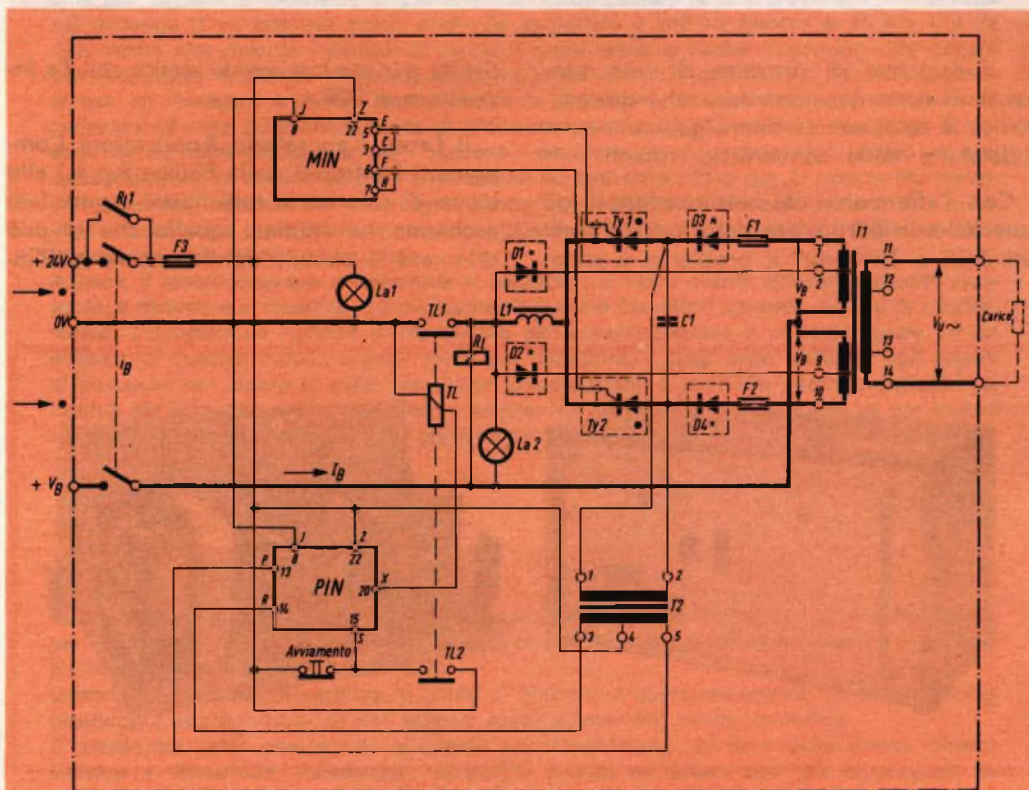 J Z
8 22
MIN
5 E
3 C
6 F
7 H
RL1
+ 24V
F3
La1
0V
TL1
L1
D1
D2
Ty1
D3
F1
T1
1
2
11
12
VB
VB
VU~
Carico
C1
IB
RL
TL
La2
Ty2
D4
F2
9
10
13
14
+ VB
IB
J Z
8 22
P 13
PIN
20 X
R 14
15
S
Avviamento
TL2
1 2
T2
3 4 5